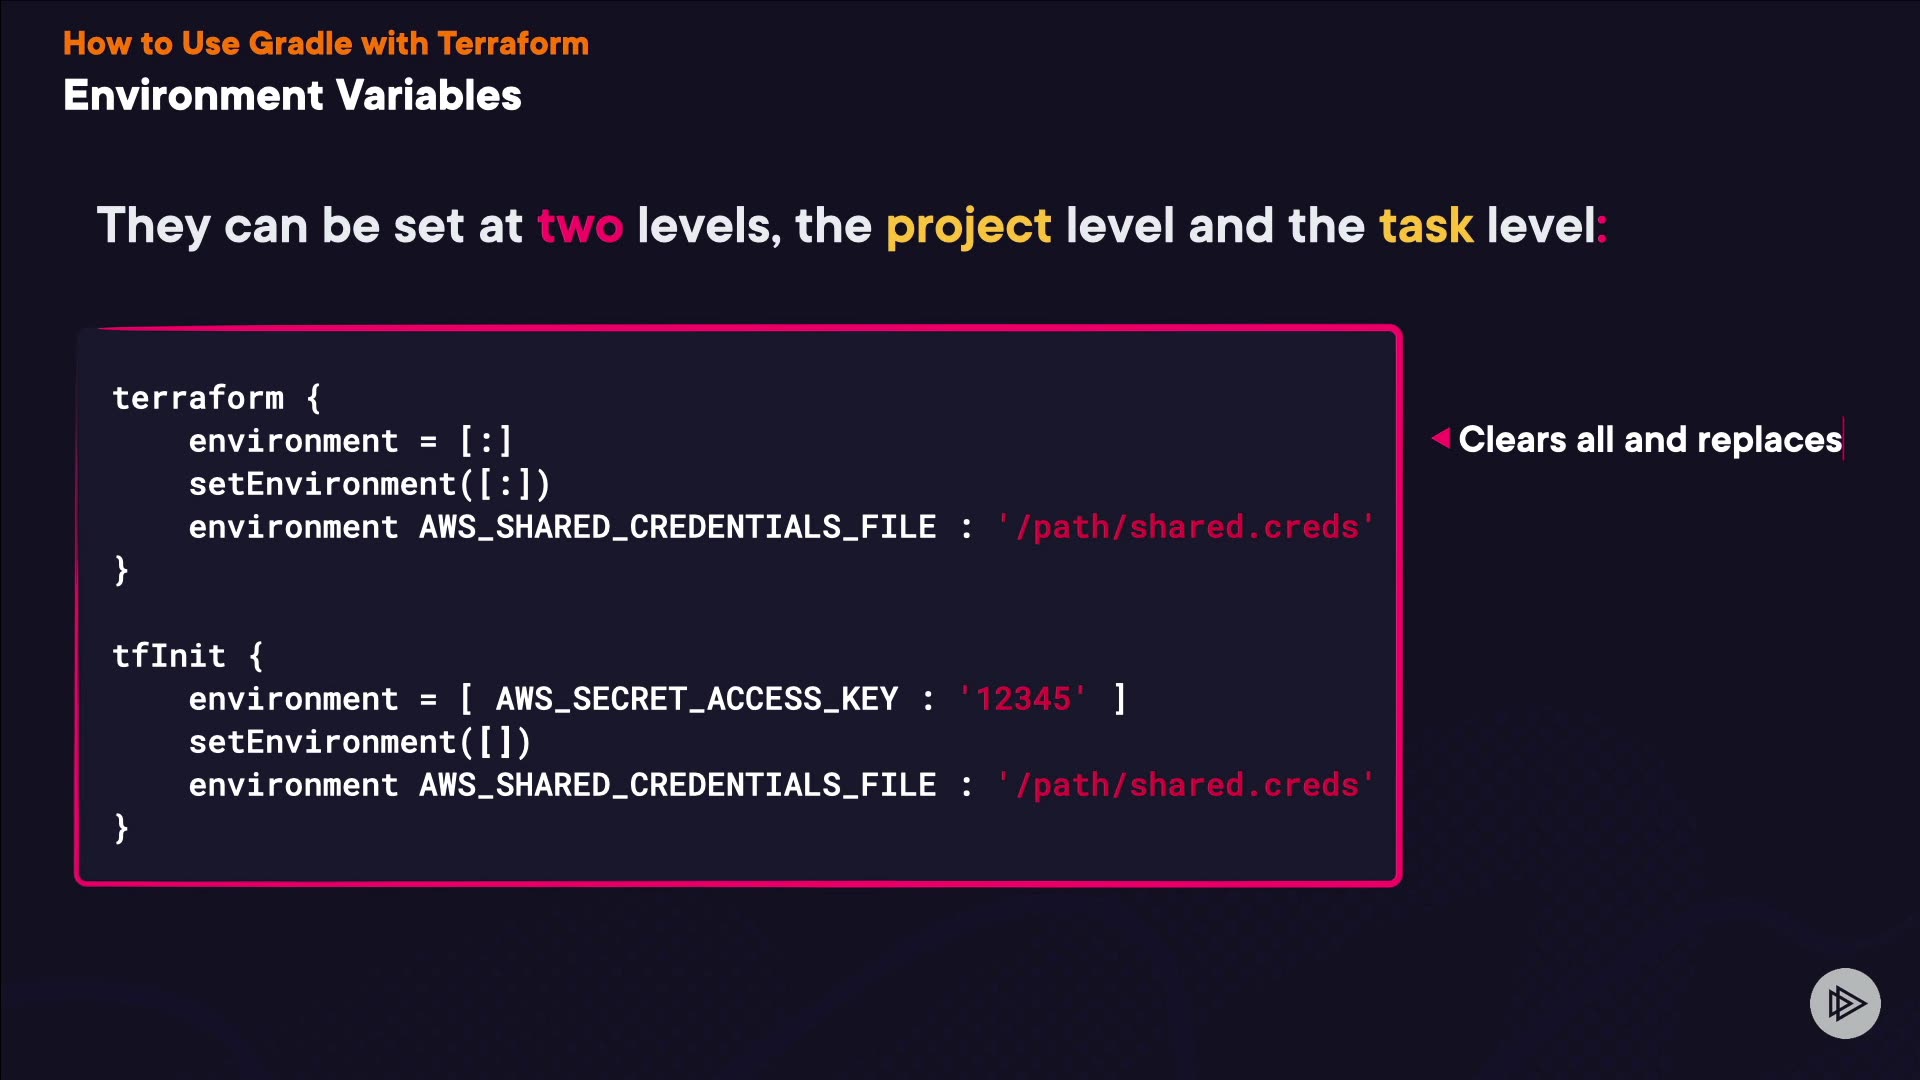 How to Use Gradle with Terraform
Environment Variables
They can be set at two levels, the project level and the task level:
terraform {
    environment = [:]
    setEnvironment([:])
    environment AWS_SHARED_CREDENTIALS_FILE : '/path/shared.creds'
}
tfInit {
    environment = [ AWS_SECRET_ACCESS_KEY : '12345' ]
    setEnvironment([])
    environment AWS_SHARED_CREDENTIALS_FILE : '/path/shared.creds'
}
Clears all and replaces